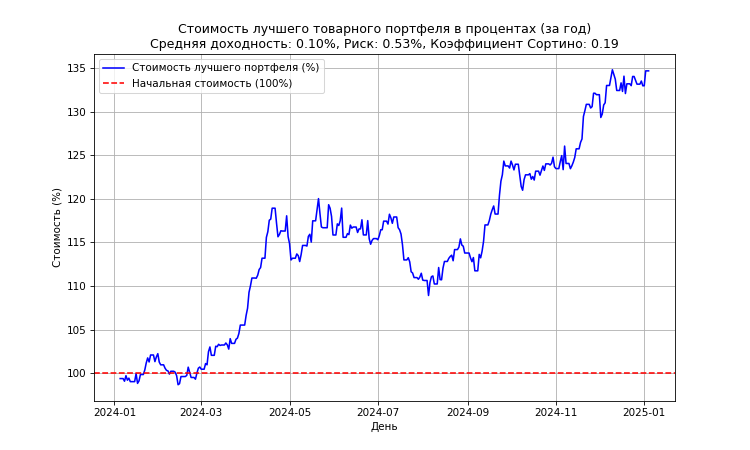 Стоимость лучшего товарного портфеля в процентах (за год)
Средняя доходность: 0.10%, Риск: 0.53%, Коэффициент Сортино: 0.19
Стоимость лучшего портфеля (%)
Начальная стоимость (100%)
Стоимость (%)
135
130
125
120
115
110
105
100
2024-01
2024-03
2024-05
2024-07
2024-09
2024-11
2025-01
День